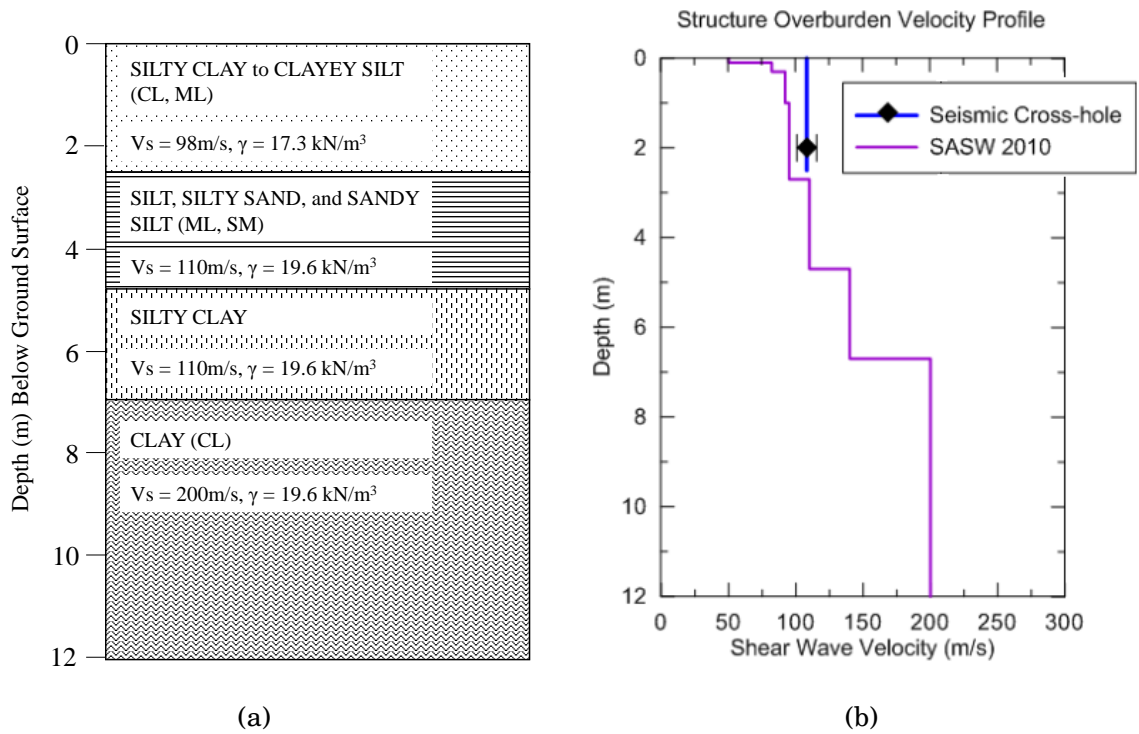 0
2
4
6
8
10
12
Depth (m) Below Ground Surface
SILTY CLAY to CLAYEY SILT
(CL, ML)
Vs = 98m/s, γ = 17.3 kN/m³
SILT, SILTY SAND, and SANDY
SILT (ML, SM)
Vs = 110m/s, γ = 19.6 kN/m³
SILTY CLAY
Vs = 110m/s, γ = 19.6 kN/m³
CLAY (CL)
Vs = 200m/s, γ = 19.6 kN/m³
(a)
Structure Overburden Velocity Profile
0
2
4
6
8
10
12
Depth (m)
Seismic Cross-hole
SASW 2010
0 50 100 150 200 250 300
Shear Wave Velocity (m/s)
(b)